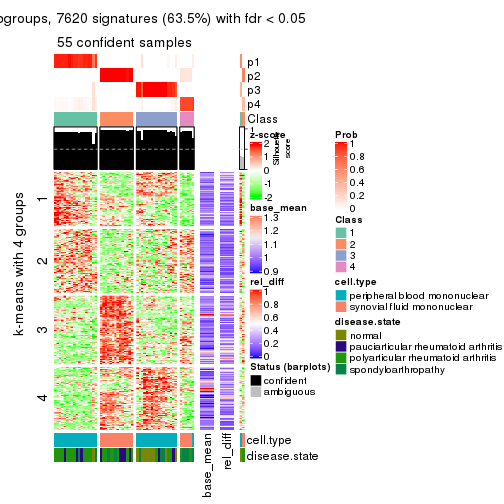 ogroups, 7620 signatures (63.5%) with fdr < 0.05
55 confident samples
p1
p2
p3
p4
Class
1
Silhouette
score
z-score
2
1
0
-1
-2
base_mean
1.3
1.2
1.1
1
0.9
rel_diff
1
0.8
0.6
0.4
0.2
0
Status (barplots)
confident
ambiguous
Prob
1
0.8
0.6
0.4
0.2
0
Class
1
2
3
4
cell.type
peripheral blood mononuclear
synovial fluid mononuclear
disease.state
normal
pauciarticular rheumatoid arthritis
polyarticular rheumatoid arthritis
spondyloarthropathy
k-means with 4 groups
1
2
3
4
cell.type
disease.state
base_mean
rel_diff